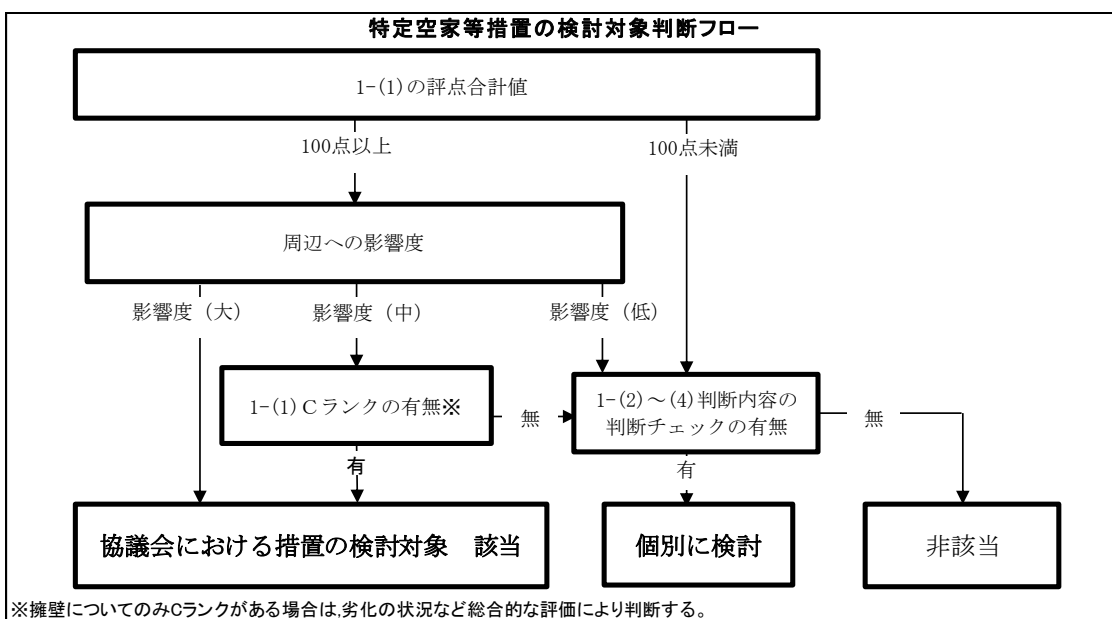 特定空家等措置の検討対象判断フロー
1-(1)の評点合計値
100点以上
100点未満
周辺への影響度
影響度（大）
影響度（中）
影響度（低）
1-(1)Ｃランクの有無※
無
1-(2)～(4)判断内容の
判断チェックの有無
無
有
有
協議会における措置の検討対象　該当
個別に検討
非該当
※擁壁についてのみCランクがある場合は,劣化の状況など総合的な評価により判断する。